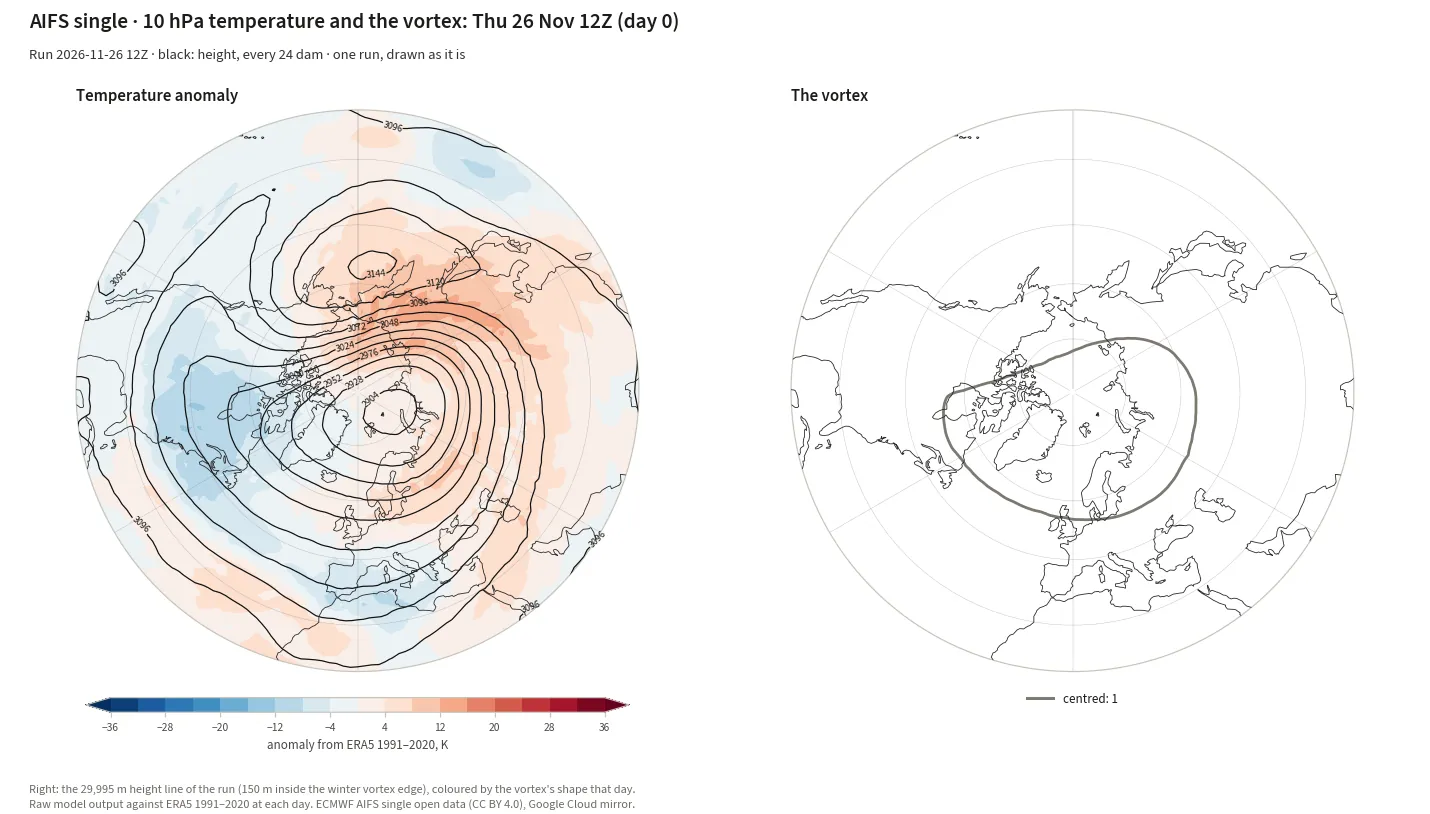 AIFS single · 10 hPa temperature and the vortex: Thu 26 Nov 12Z (day 0)
Run 2026-11-26 12Z · black: height, every 24 dam · one run, drawn as it is
Temperature anomaly
The vortex
3096
3096
3144
3120
3096
3072
3048
3024
2976
2952
2928
2904
3096
3096
3096
centred: 1
−36 −28 −20 −12 −4 4 12 20 28 36
anomaly from ERA5 1991–2020, K
Right: the 29,995 m height line of the run (150 m inside the winter vortex edge), coloured by the vortex's shape that day.
Raw model output against ERA5 1991–2020 at each day. ECMWF AIFS single open data (CC BY 4.0), Google Cloud mirror.